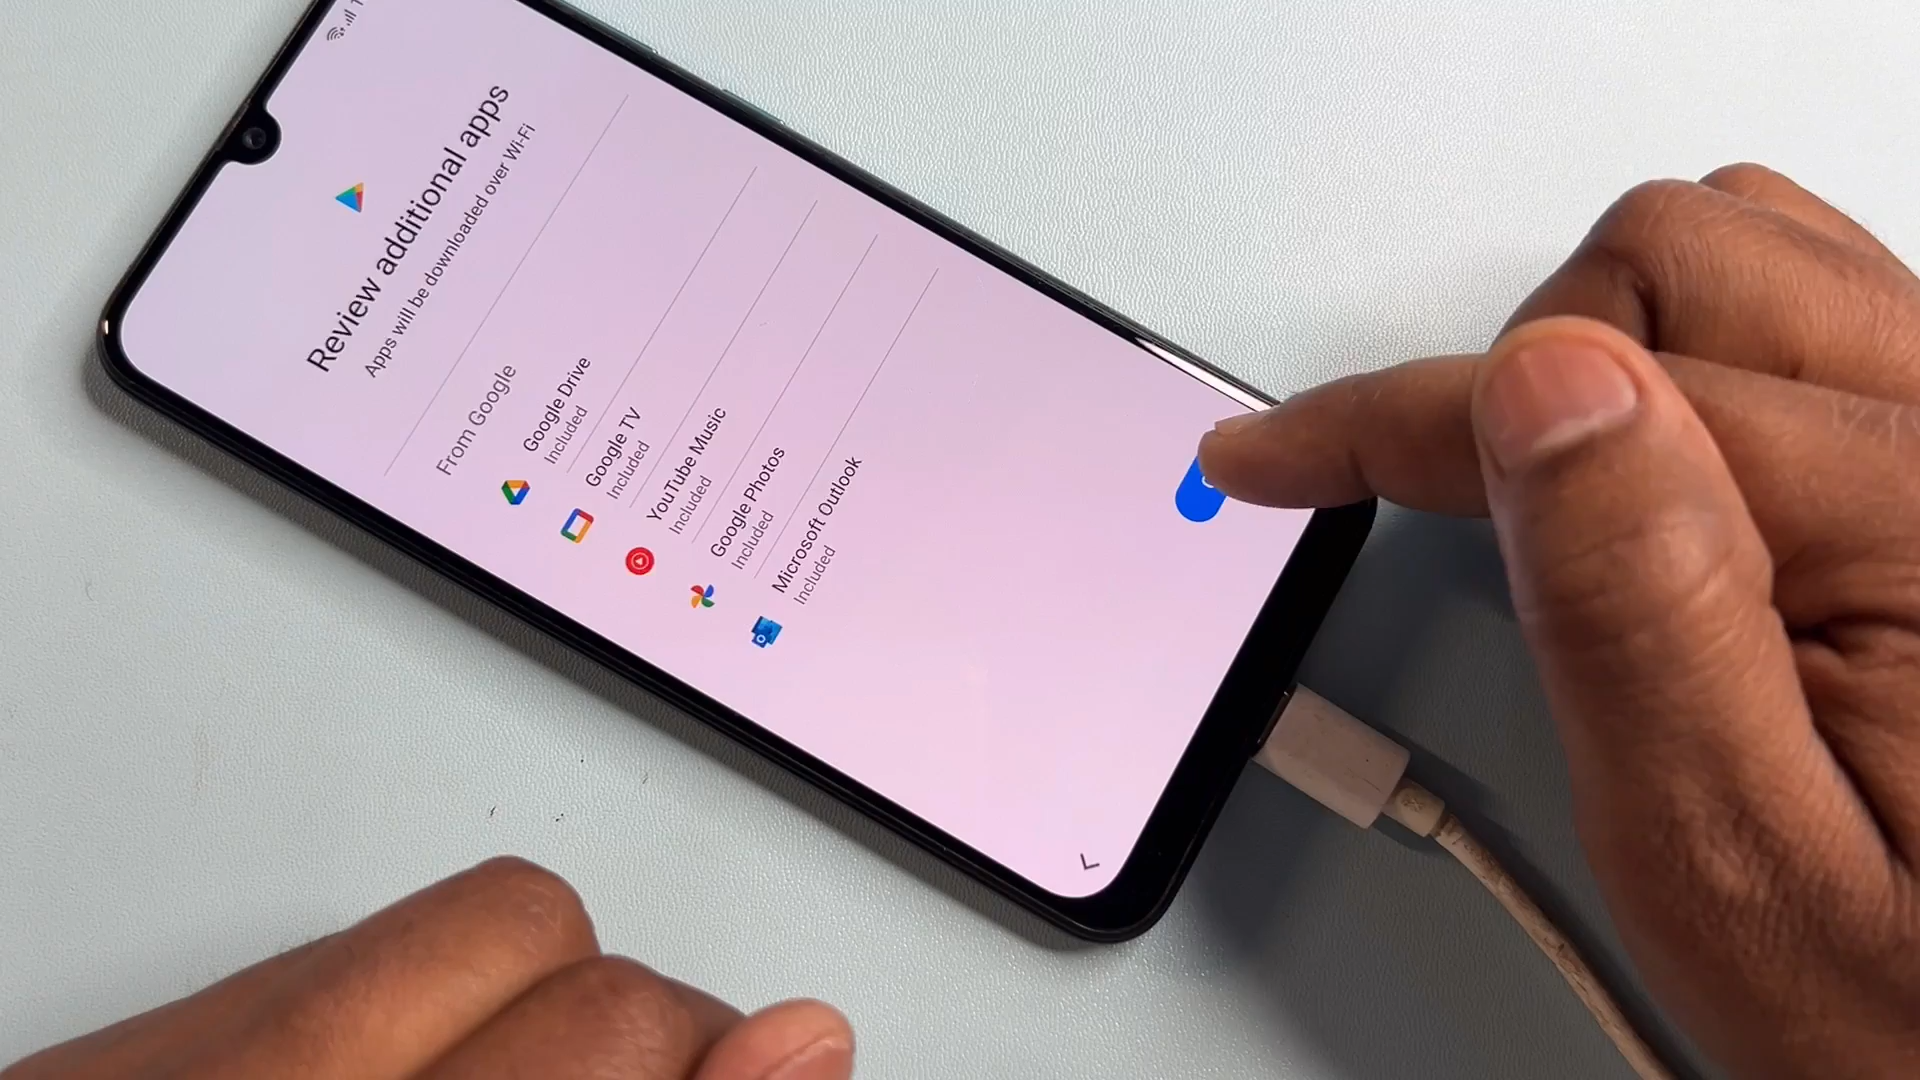 Review additional apps
Apps will be downloaded over Wi-Fi
From Google
Google Drive
Included
Google TV
Included
YouTube Music
Included
Google Photos
Included
Microsoft Outlook
Included